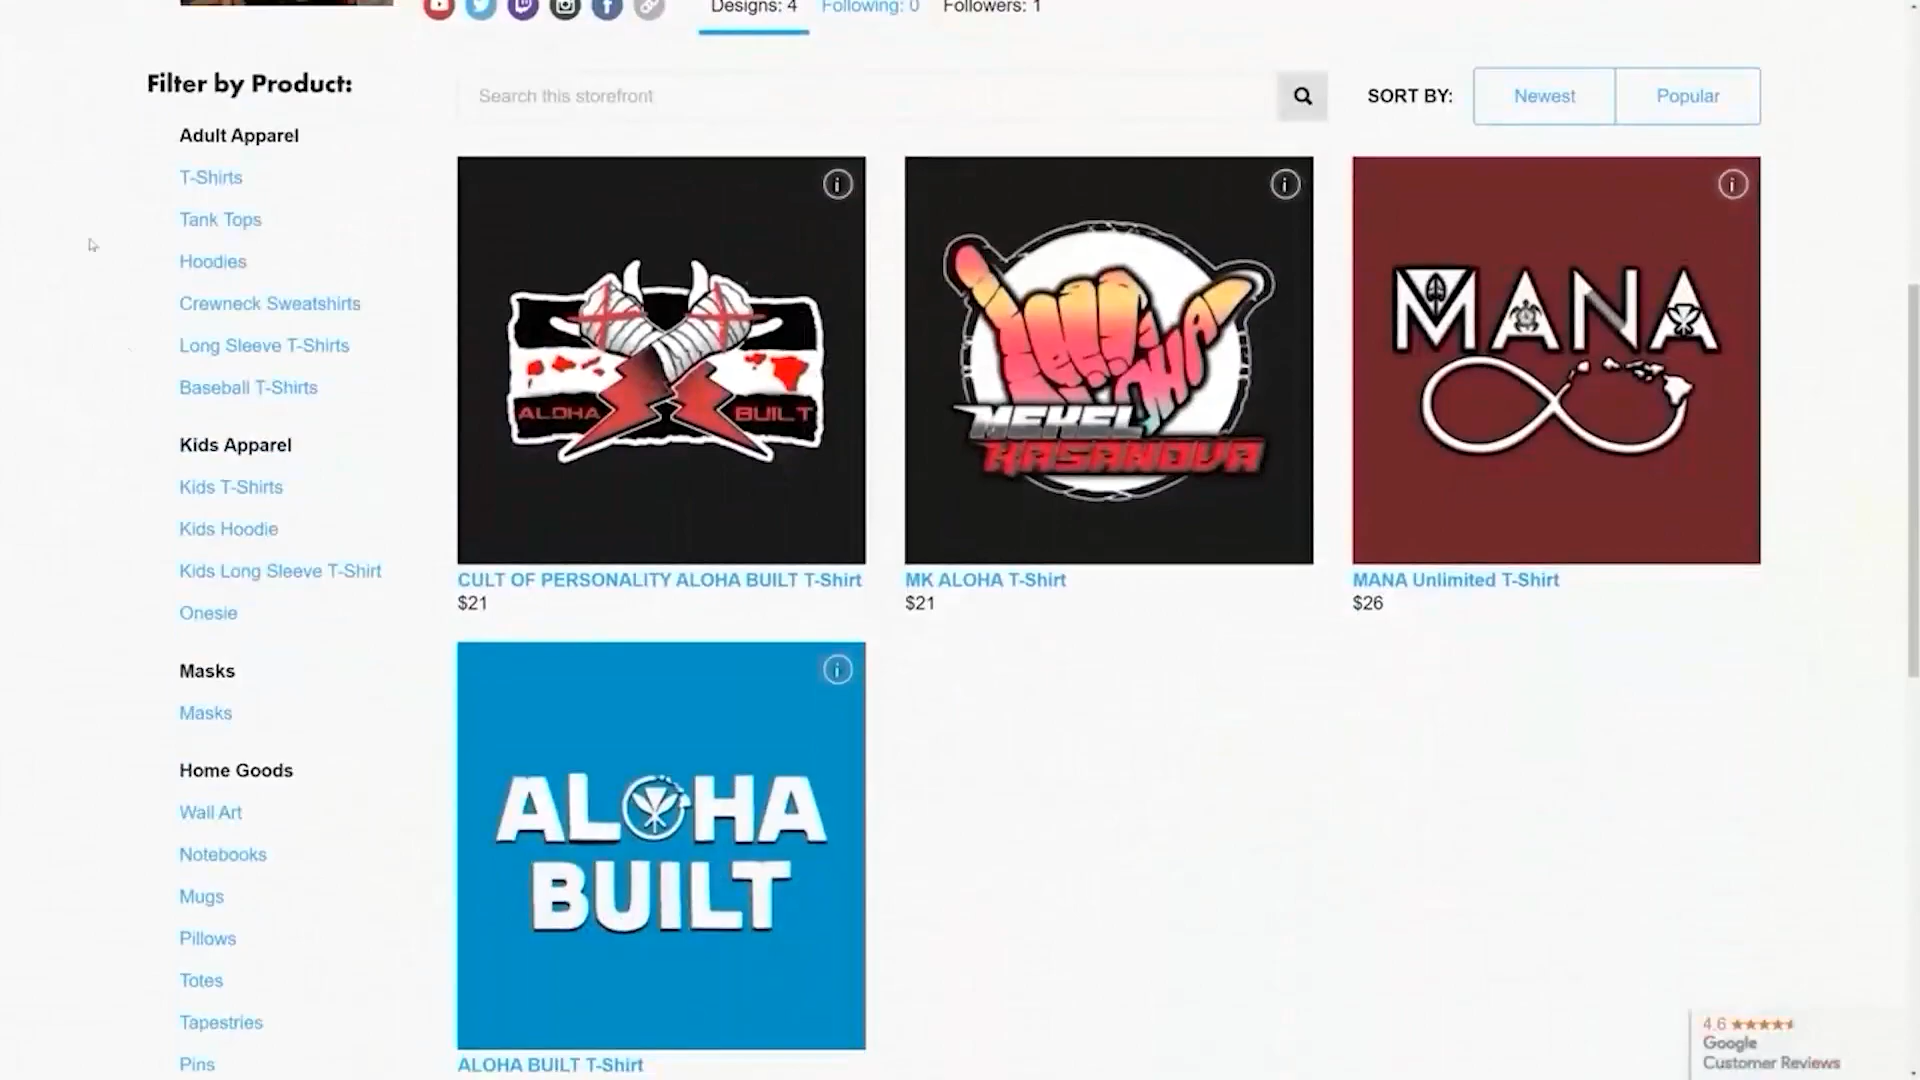 Designs: 4
Following: 0
Followers: 1
Filter by Product:
Search this storefront
SORT BY:
Newest
Popular
Adult Apparel
T-Shirts
Tank Tops
Hoodies
Crewneck Sweatshirts
Long Sleeve T-Shirts
Baseball T-Shirts
Kids Apparel
Kids T-Shirts
Kids Hoodie
Kids Long Sleeve T-Shirt
Onesie
Masks
Masks
Home Goods
Wall Art
Notebooks
Mugs
Pillows
Totes
Tapestries
Pins
ALOHA BUILT
CULT OF PERSONALITY ALOHA BUILT T-Shirt
$21
MEKEL
KASANOVA
MK ALOHA T-Shirt
$21
MANA
MANA Unlimited T-Shirt
$26
ALOHA
BUILT
ALOHA BUILT T-Shirt
4.6
Google
Customer Reviews